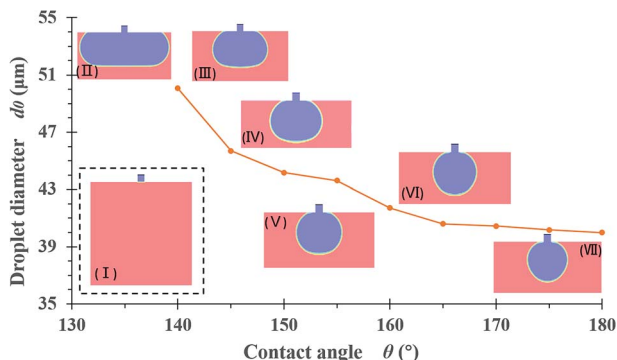 55
51
47
43
39
35
Droplet diameter dθ (μm)
(II)
(III)
(IV)
(VI)
(V)
(I)
(VII)
130 140 150 160 170 180
Contact angle θ (°)